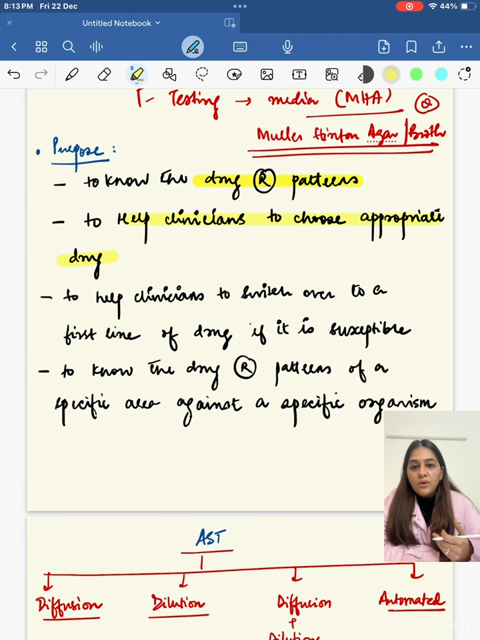 8:13 PM Fri 22 Dec
44%
Untitled Notebook
T- Testing → media (MHA)
Muller Hinton Agar/Broth
• Purpose:
- to know the drug Ⓡ patterns
- to help clinicians to choose appropriate
drug
- to help clinicians to switch over to a
first line of drug if it is susceptible
- to know the drug Ⓡ patterns of a
specific area against a specific organism
AST
Diffusion Dilution Diffusion Automated
+
Dilution